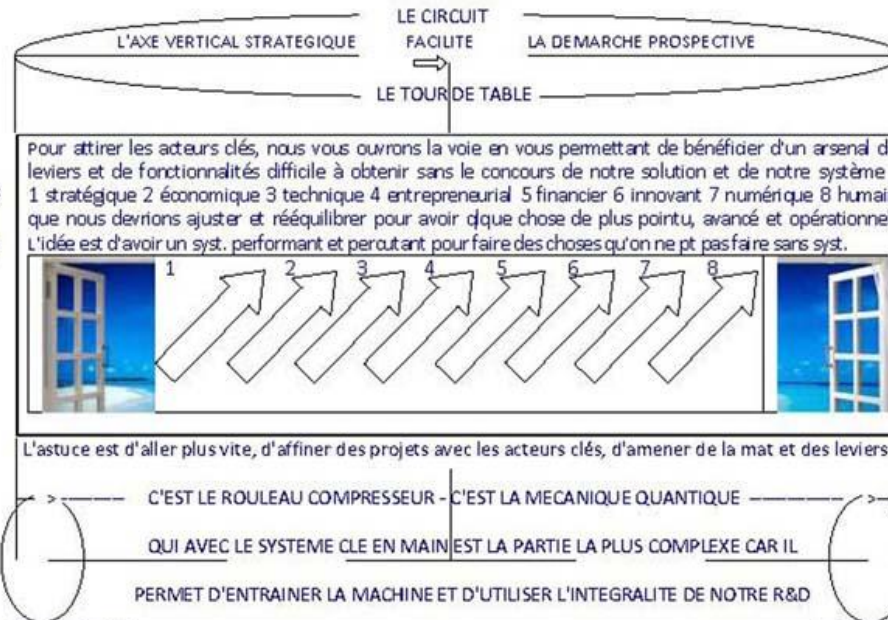 LE CIRCUIT
L'AXE VERTICAL STRATEGIQUE FACILITE LA DEMARCHE PROSPECTIVE
LE TOUR DE TABLE
Pour attirer les acteurs clés, nous vous ouvrons la voie en vous permettant de bénéficier d'un arsenal d
leviers et de fonctionnalités difficile à obtenir sans le concours de notre solution et de notre système
1 stratégique 2 économique 3 technique 4 entrepreneurial 5 financier 6 innovant 7 numérique 8 humai
que nous devrions ajuster et rééquilibrer pour avoir qlque chose de plus pointu, avancé et opérationne
L'idée est d'avoir un syst. performant et percutant pour faire des choses qu'on ne pt pas faire sans syst.
1 2 3 4 5 6 7 8
L'astuce est d'aller plus vite, d'affiner des projets avec les acteurs clés, d'amener de la mat et des leviers
C'EST LE ROULEAU COMPRESSEUR - C'EST LA MECANIQUE QUANTIQUE
QUI AVEC LE SYSTEME CLE EN MAIN EST LA PARTIE LA PLUS COMPLEXE CAR IL
PERMET D'ENTRAINER LA MACHINE ET D'UTILISER L'INTEGRALITE DE NOTRE R&D